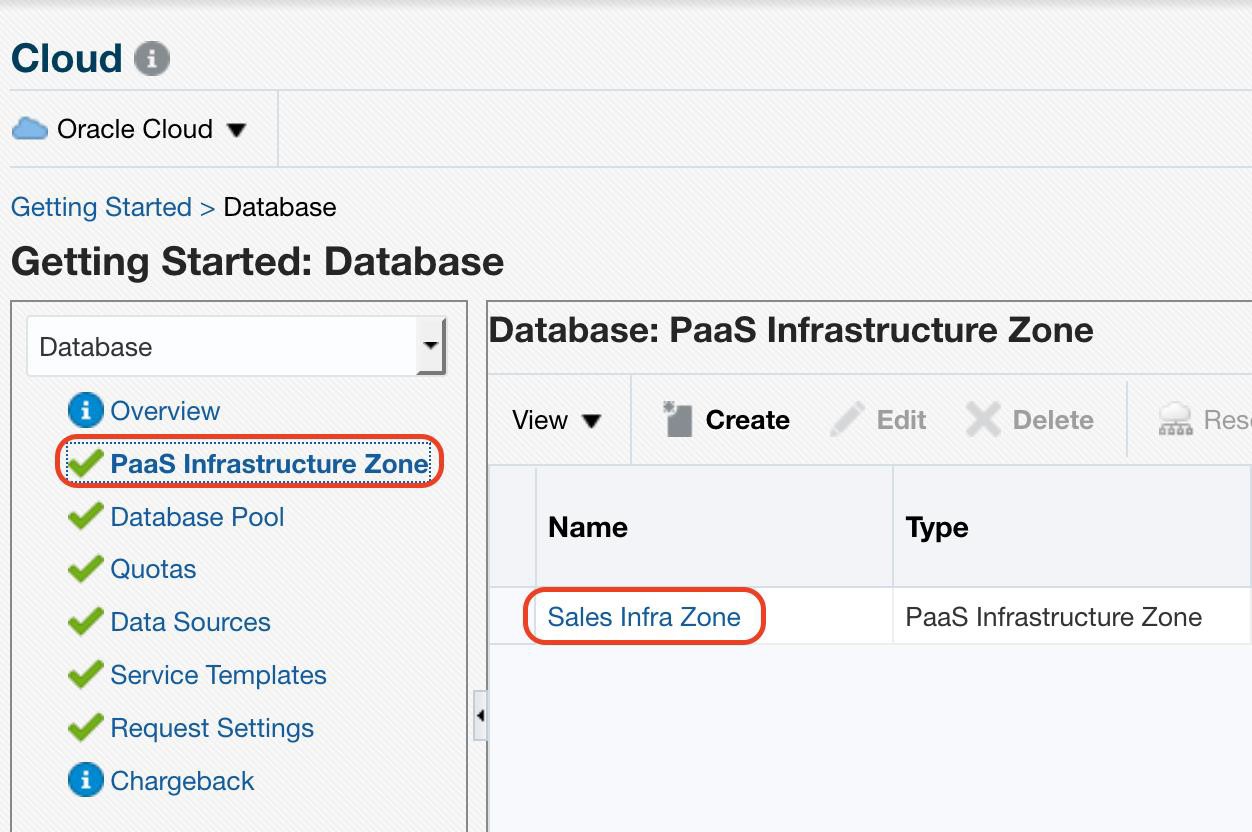 Cloud
Oracle Cloud
Getting Started > Database
Getting Started: Database
Database
Overview
PaaS Infrastructure Zone
Database Pool
Quotas
Data Sources
Service Templates
Request Settings
Chargeback
Database: PaaS Infrastructure Zone
View Create Edit Delete Res
Name Type
Sales Infra Zone PaaS Infrastructure Zone